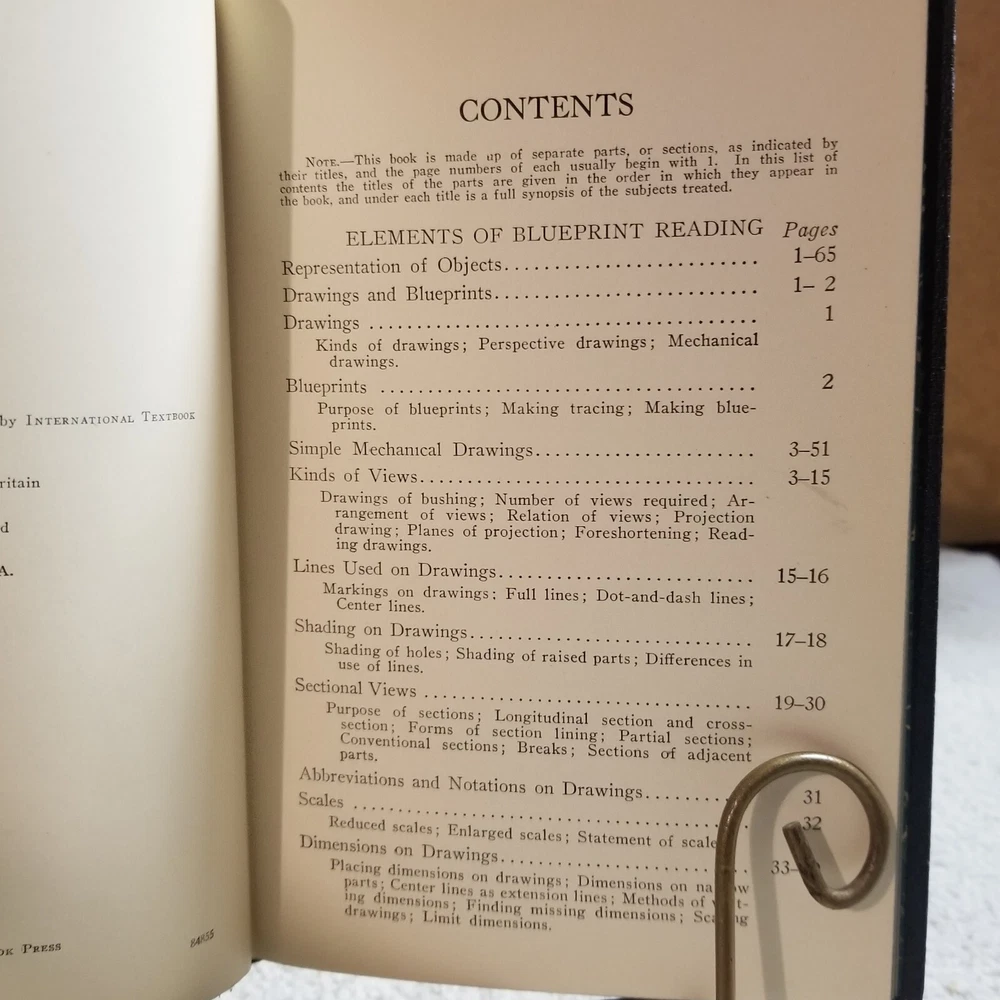 by INTERNATIONAL TEXTBOOK
ritain
d
A.
OK PRESS
CONTENTS
NOTE.—This book is made up of separate parts, or sections, as indicated by
their titles, and the page numbers of each usually begin with 1. In this list of
contents the titles of the parts are given in the order in which they appear in
the book, and under each title is a full synopsis of the subjects treated.
ELEMENTS OF BLUEPRINT READING Pages
Representation of Objects........................ 1–65
Drawings and Blueprints......................... 1– 2
Drawings ...................................... 1
Kinds of drawings; Perspective drawings; Mechanical
drawings.
Blueprints ..................................... 2
Purpose of blueprints; Making tracing; Making blue-
prints.
Simple Mechanical Drawings..................... 3–51
Kinds of Views................................. 3–15
Drawings of bushing; Number of views required; Ar-
rangement of views; Relation of views; Projection
drawing; Planes of projection; Foreshortening; Read-
ing drawings.
Lines Used on Drawings......................... 15–16
Markings on drawings; Full lines; Dot-and-dash lines;
Center lines.
Shading on Drawings............................ 17–18
Shading of holes; Shading of raised parts; Differences in
use of lines.
Sectional Views ................................ 19–30
Purpose of sections; Longitudinal section and cross-
section; Forms of section lining; Partial sections;
Conventional sections; Breaks; Sections of adjacent
parts.
Abbreviations and Notations on Drawings........ 31
Scales ........................................ 32
Reduced scales; Enlarged scales; Statement of scale
Dimensions on Drawings......................... 33–
Placing dimensions on drawings; Dimensions on
parts; Center lines as extension lines; Methods of
ing dimensions; Finding missing dimensions;
drawings; Limit dimensions.